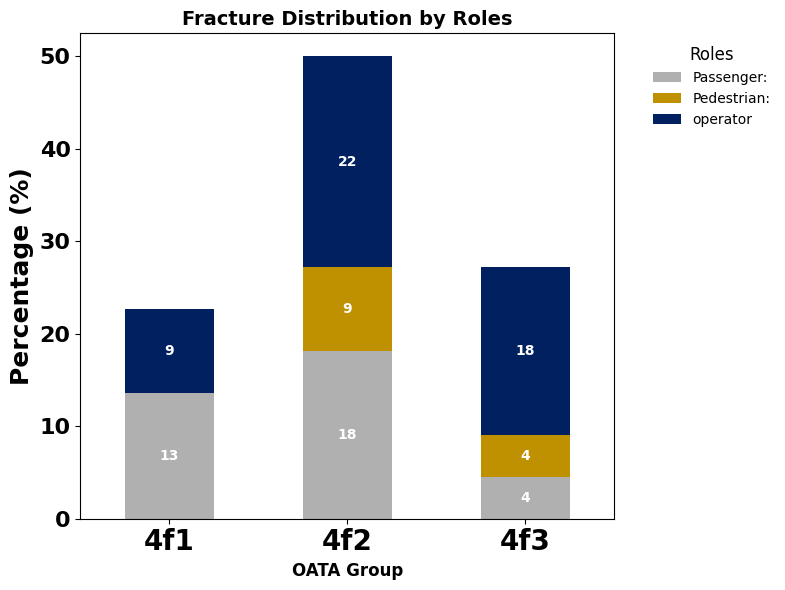 Fracture Distribution by Roles
Percentage (%)
50
40
30
20
10
0
9
13
22
9
18
18
4
4
4f1
4f2
4f3
OATA Group
Roles
Passenger:
Pedestrian:
operator